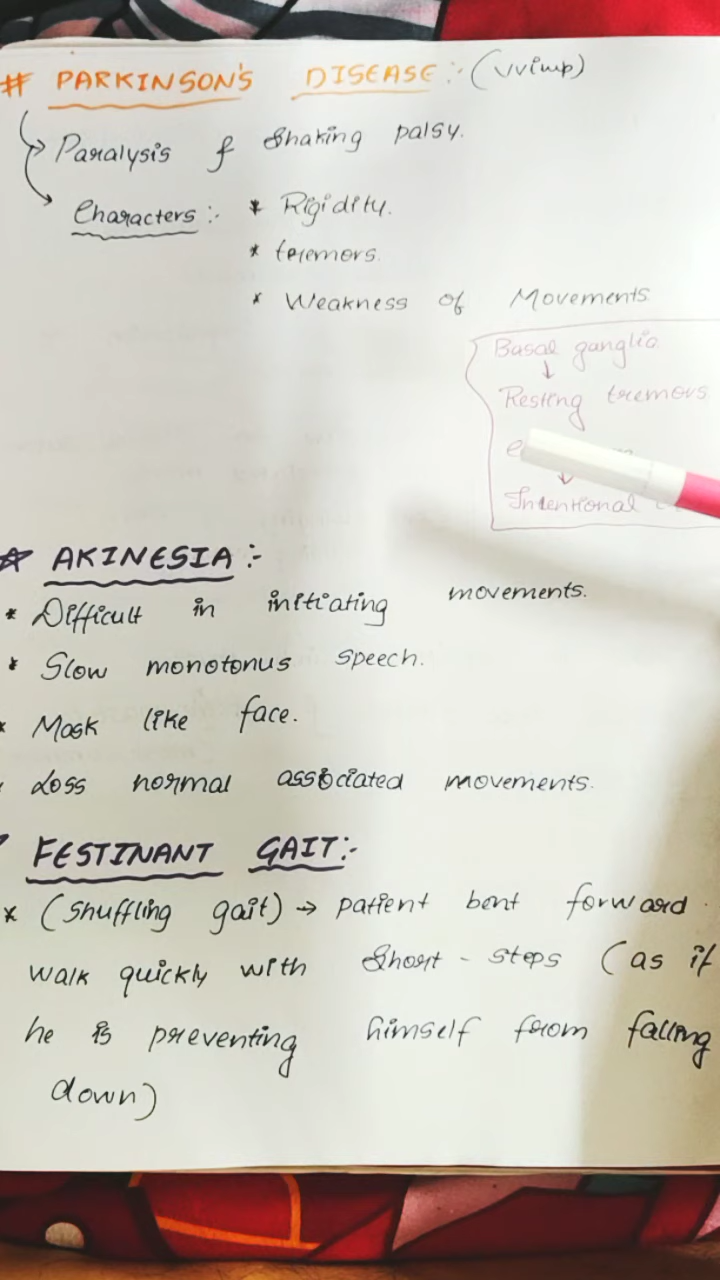 # PARKINSON'S DISEASE :- (vvimp)
Paralysis of Shaking palsy.
Characters :- * Rigidity.
* tremors.
* Weakness of Movements
Basal ganglia
↓
Resting tremors
↓
Intentional
☆ AKINESIA :-
* Difficult in initiating movements.
* Slow monotonus speech.
* Mask like face.
Loss normal associated movements.
FESTINANT GAIT :-
* (Shuffling gait) → patient bent forward.
walk quickly with Short - steps (as if
he is preventing himself from falling
down)